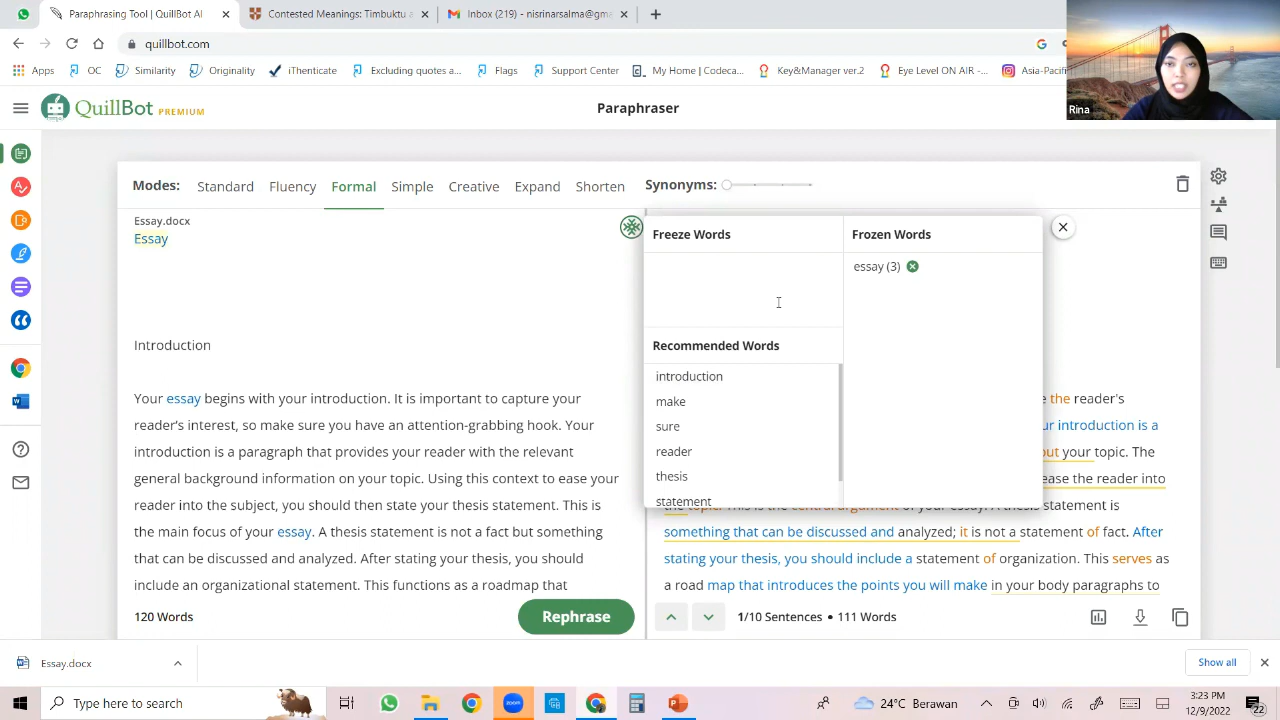 Paraphrasing Tool | QuillBot AI
Contested Meanings: Timbuktu a
Inbox (219) - nisrinarsalma@gm
quillbot.com
Apps
OC
Similarity
Originality
iThenticate
Excluding quotes a...
Flags
Support Center
My Home | Codeca...
Key&Manager ver.2
Eye Level ON AIR -...
Asia-Pacif
Rina
QuillBot PREMIUM
Paraphraser
Modes: Standard Fluency Formal Simple Creative Expand Shorten Synonyms:
Essay.docx
Essay
Introduction
Your essay begins with your introduction. It is important to capture your
reader's interest, so make sure you have an attention-grabbing hook. Your
introduction is a paragraph that provides your reader with the relevant
general background information on your topic. Using this context to ease your
reader into the subject, you should then state your thesis statement. This is
the main focus of your essay. A thesis statement is not a fact but something
that can be discussed and analyzed. After stating your thesis, you should
include an organizational statement. This functions as a roadmap that
120 Words
Rephrase
Freeze Words
Frozen Words
essay (3)
Recommended Words
introduction
make
sure
reader
thesis
statement
the reader's
ur introduction is a
your topic. The
ease the reader into
of your essay. A thesis statement is
something that can be discussed and analyzed; it is not a statement of fact. After
stating your thesis, you should include a statement of organization. This serves as
a road map that introduces the points you will make in your body paragraphs to
1/10 Sentences • 111 Words
Essay.docx
Show all
Type here to search
zoom
24°C Berawan
3:23 PM
12/9/2022
22